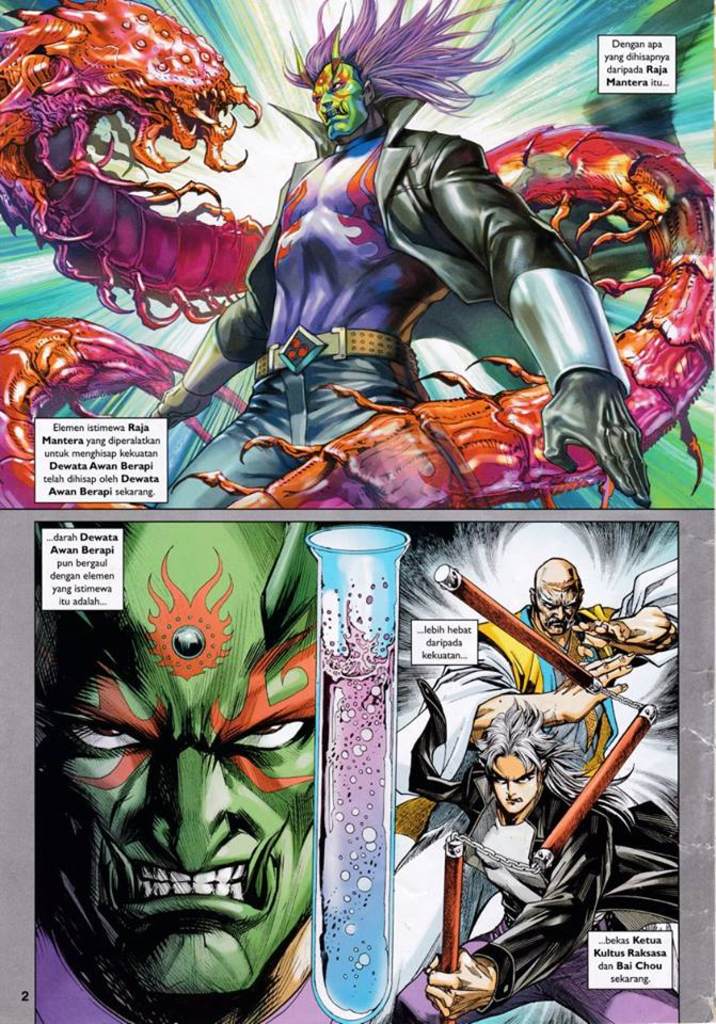 Dengan apa
yang dihisapnya
daripada Raja
Mantera itu...
Elemen istimewa Raja
Mantera yang diperalatkan
untuk menghisap kekuatan
Dewata Awan Berapi
telah dihisap oleh Dewata
Awan Berapi sekarang.
...darah Dewata
Awan Berapi
pun bergaul
dengan elemen
yang istimewa
itu adalah...
...lebih hebat
daripada
kekuatan...
...bekas Ketua
Kultus Raksasa
dan Bai Chou
sekarang.
2